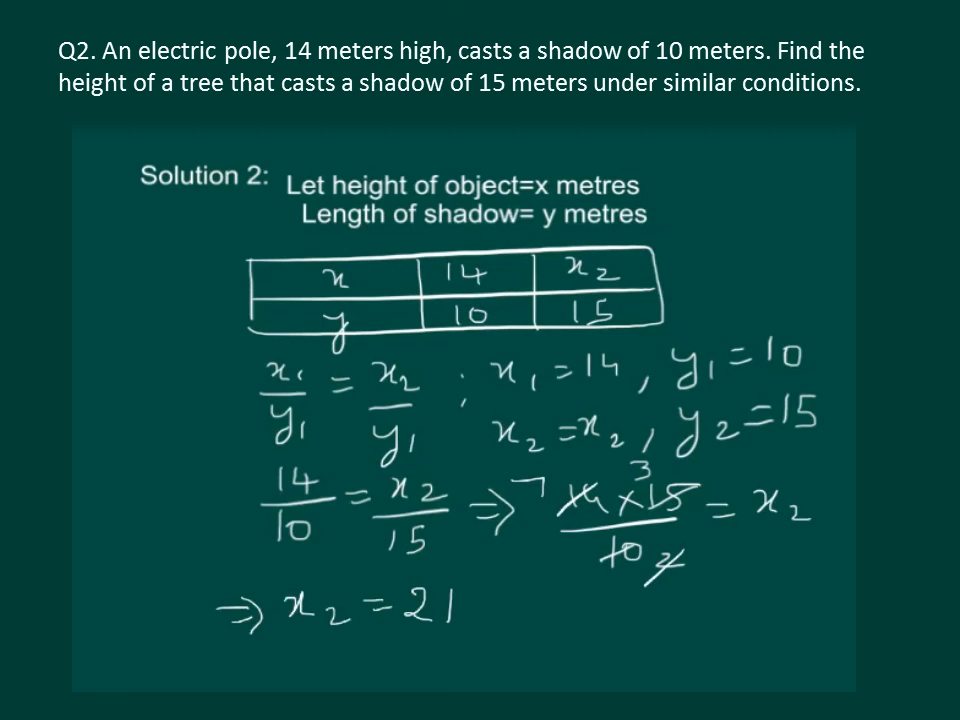 Q2. An electric pole, 14 meters high, casts a shadow of 10 meters. Find the
height of a tree that casts a shadow of 15 meters under similar conditions.
Solution 2: Let height of object=x metres
Length of shadow= y metres
x 14 x₂
y 10 15
x₁/y₁ = x₂/y₁ ; x₁ = 14 , y₁ = 10
x₂ = x₂ , y₂ = 15
14/10 = x₂/15 ⇒ 7 14 × 15 3 / 10 2 = x₂
⇒ x₂ = 21